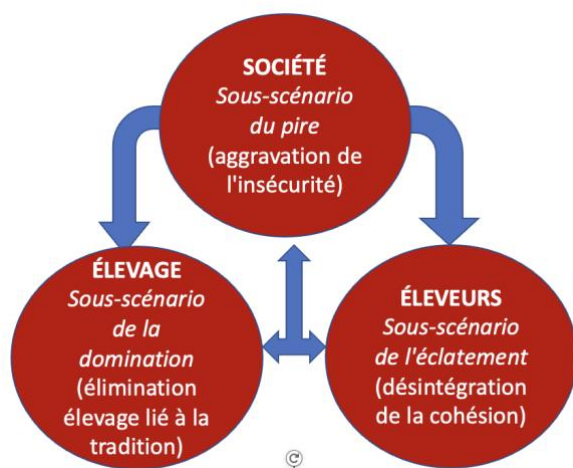 SOCIÉTÉ
Sous-scénario
du pire
(aggravation de
l'insécurité)
ÉLEVAGE
Sous-scénario
de la
domination
(élimination
élevage lié à la
tradition)
ÉLEVEURS
Sous-scénario
de l'éclatement
(désintégration
de la cohésion)